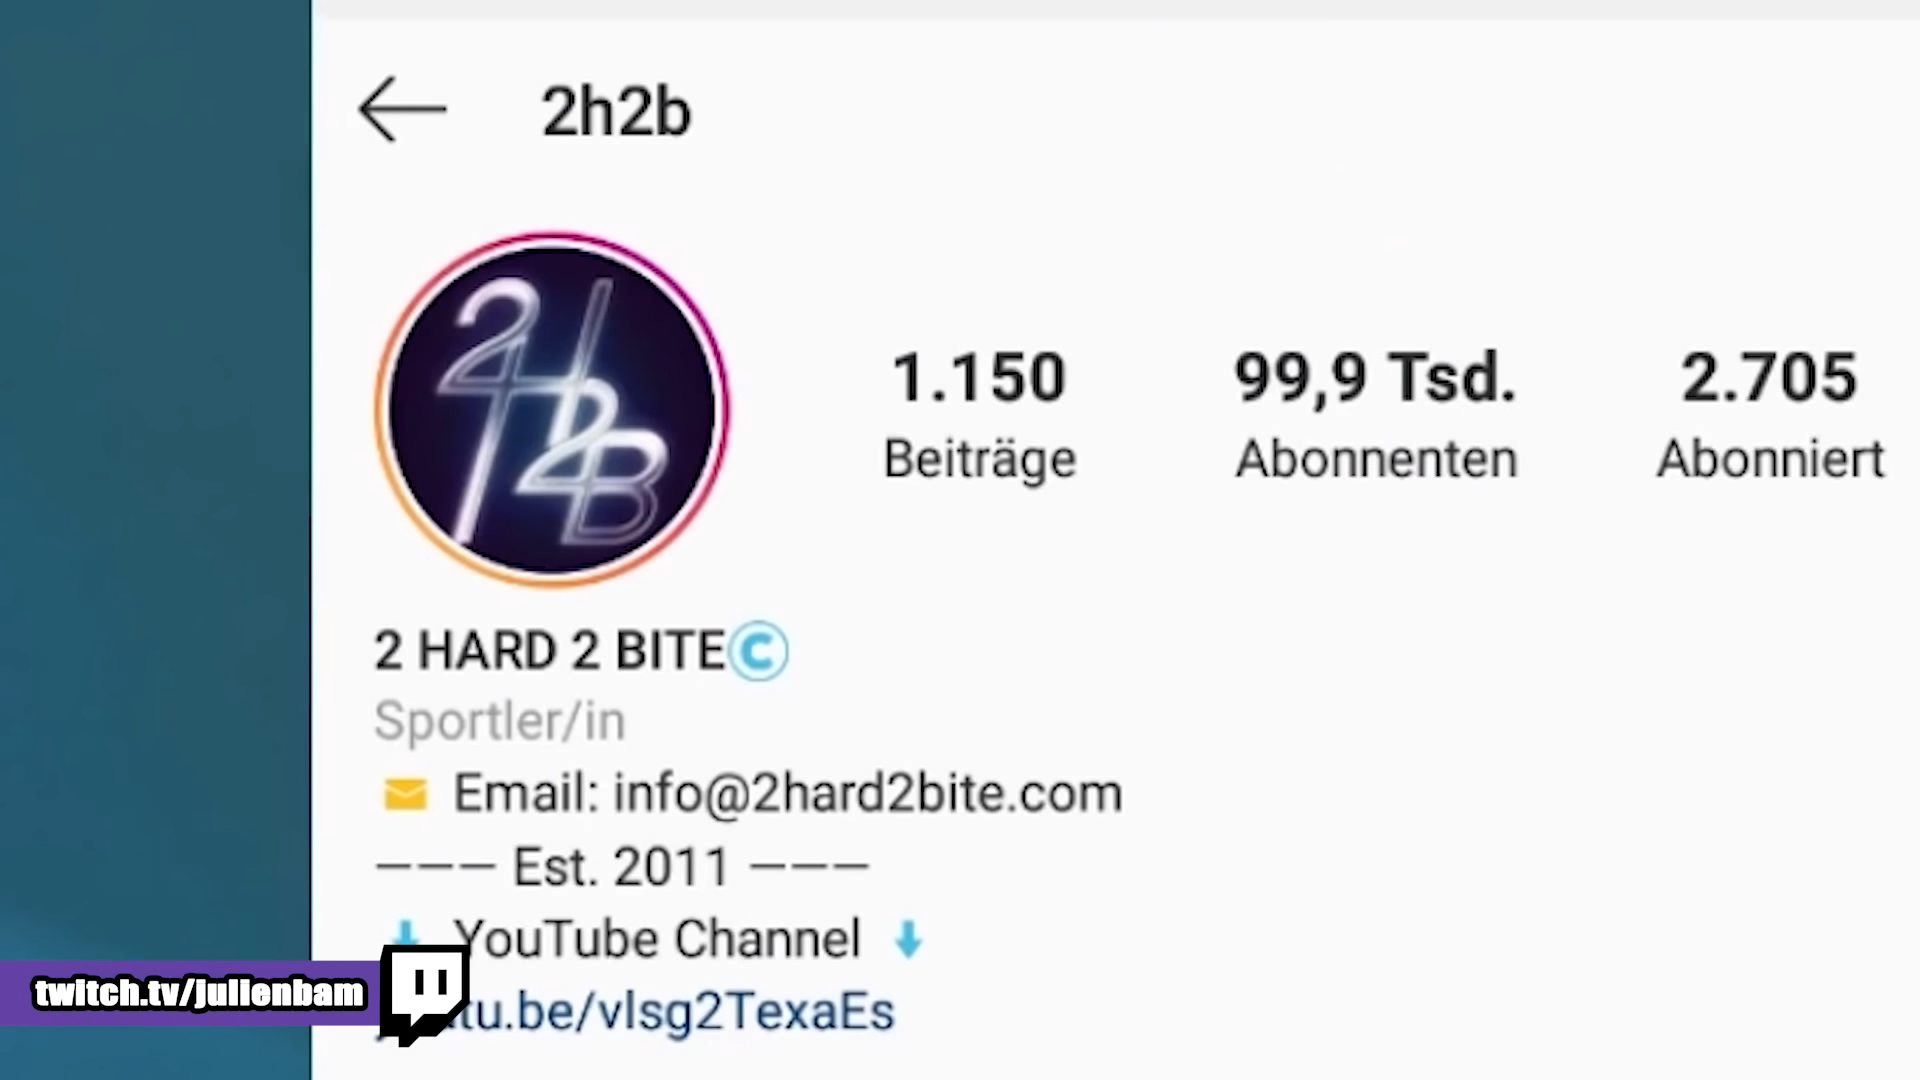 2h2b
2H2B
1.150
Beiträge
99,9 Tsd.
Abonnenten
2.705
Abonniert
2 HARD 2 BITE©
Sportler/in
Email: info@2hard2bite.com
——— Est. 2011 ———
YouTube Channel
tu.be/vlsg2TexaEs
twitch.tv/julienbam